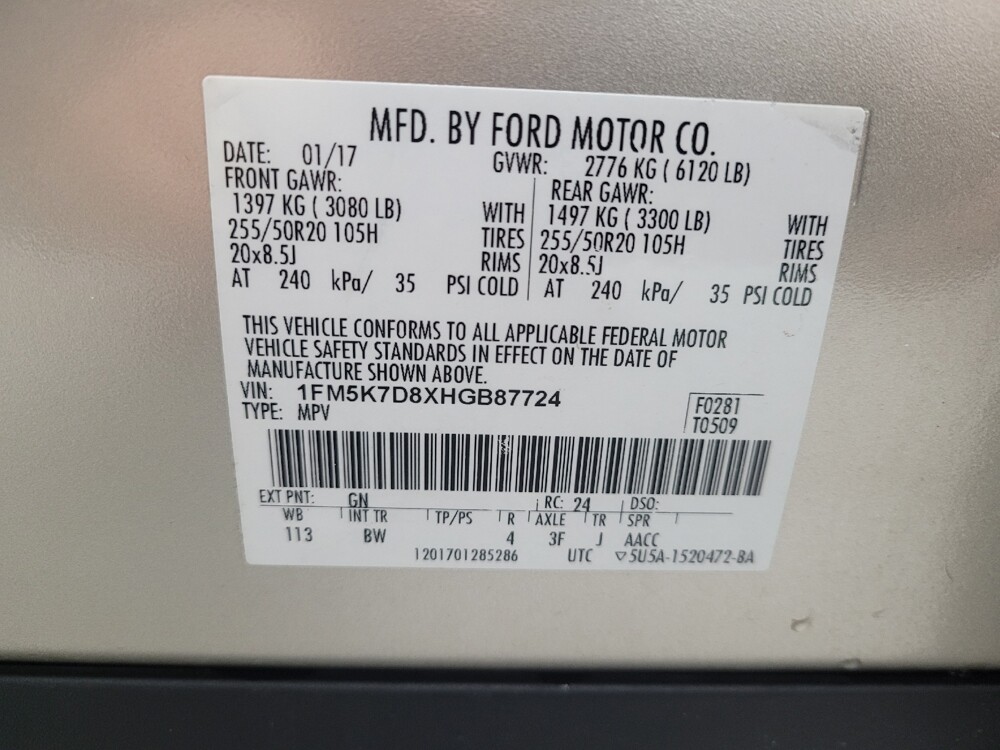 MFD. BY FORD MOTOR CO.
DATE: 01/17 GVWR: 2776 KG ( 6120 LB)
FRONT GAWR: REAR GAWR:
1397 KG ( 3080 LB) WITH 1497 KG ( 3300 LB) WITH
255/50R20 105H TIRES 255/50R20 105H TIRES
20x8.5J RIMS 20x8.5J RIMS
AT 240 kPa/ 35 PSI COLD AT 240 kPa/ 35 PSI COLD
THIS VEHICLE CONFORMS TO ALL APPLICABLE FEDERAL MOTOR
VEHICLE SAFETY STANDARDS IN EFFECT ON THE DATE OF
MANUFACTURE SHOWN ABOVE.
VIN: 1FM5K7D8XHGB87724
TYPE: MPV
F0281
T0509
EXT PNT: GN RC: 24 DSO:
WB INT TR TP/PS R AXLE TR SPR
113 BW 4 3F J AACC
1201701285286 UTC ▽5U5A-1520472-BA